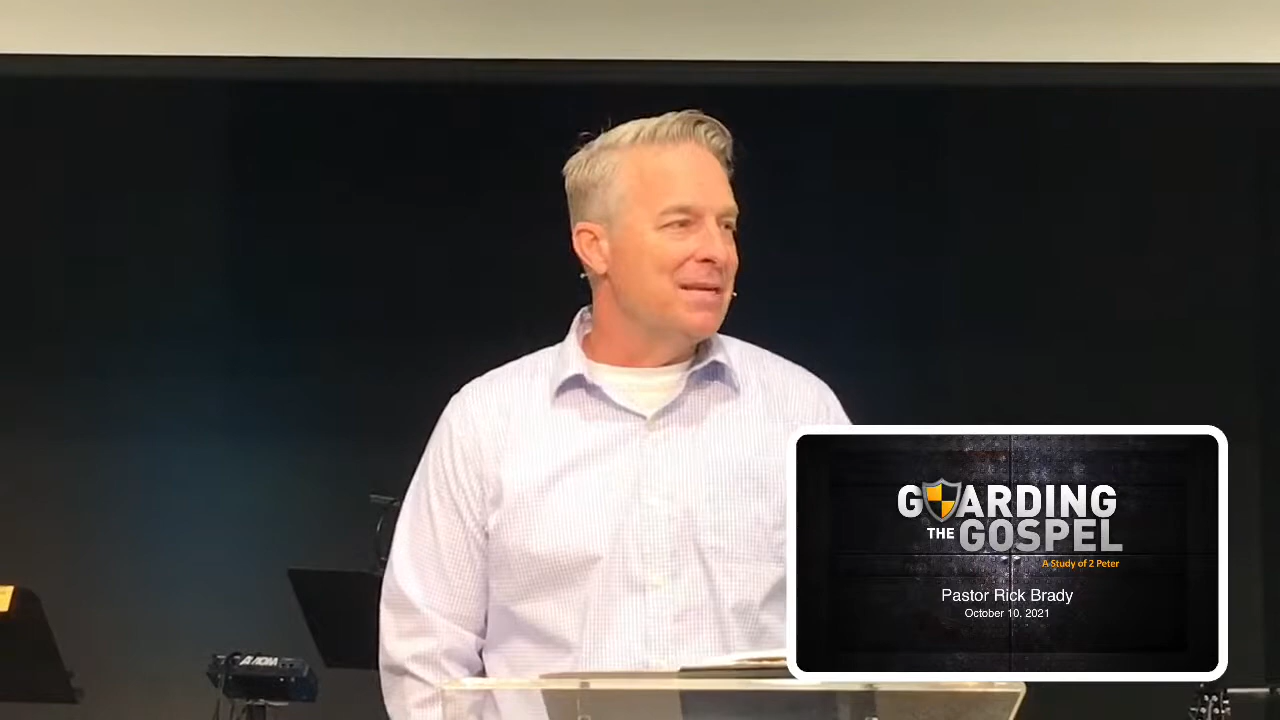 GUARDING
THE GOSPEL
A Study of 2 Peter
Pastor Rick Brady
October 10, 2021